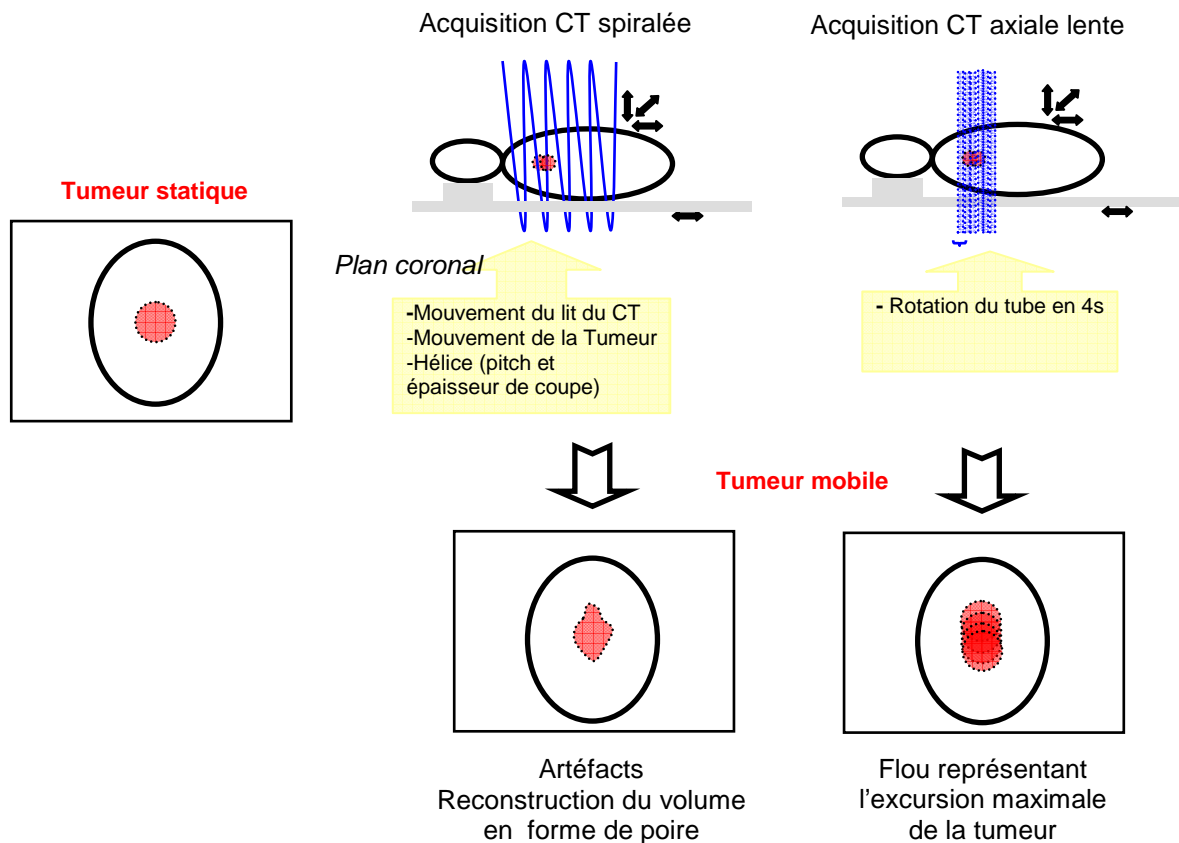 Acquisition CT spiralée
Acquisition CT axiale lente
Tumeur statique
Plan coronal
-Mouvement du lit du CT
-Mouvement de la Tumeur
-Hélice (pitch et
épaisseur de coupe)
- Rotation du tube en 4s
Tumeur mobile
Artéfacts
Reconstruction du volume
en forme de poire
Flou représentant
l'excursion maximale
de la tumeur